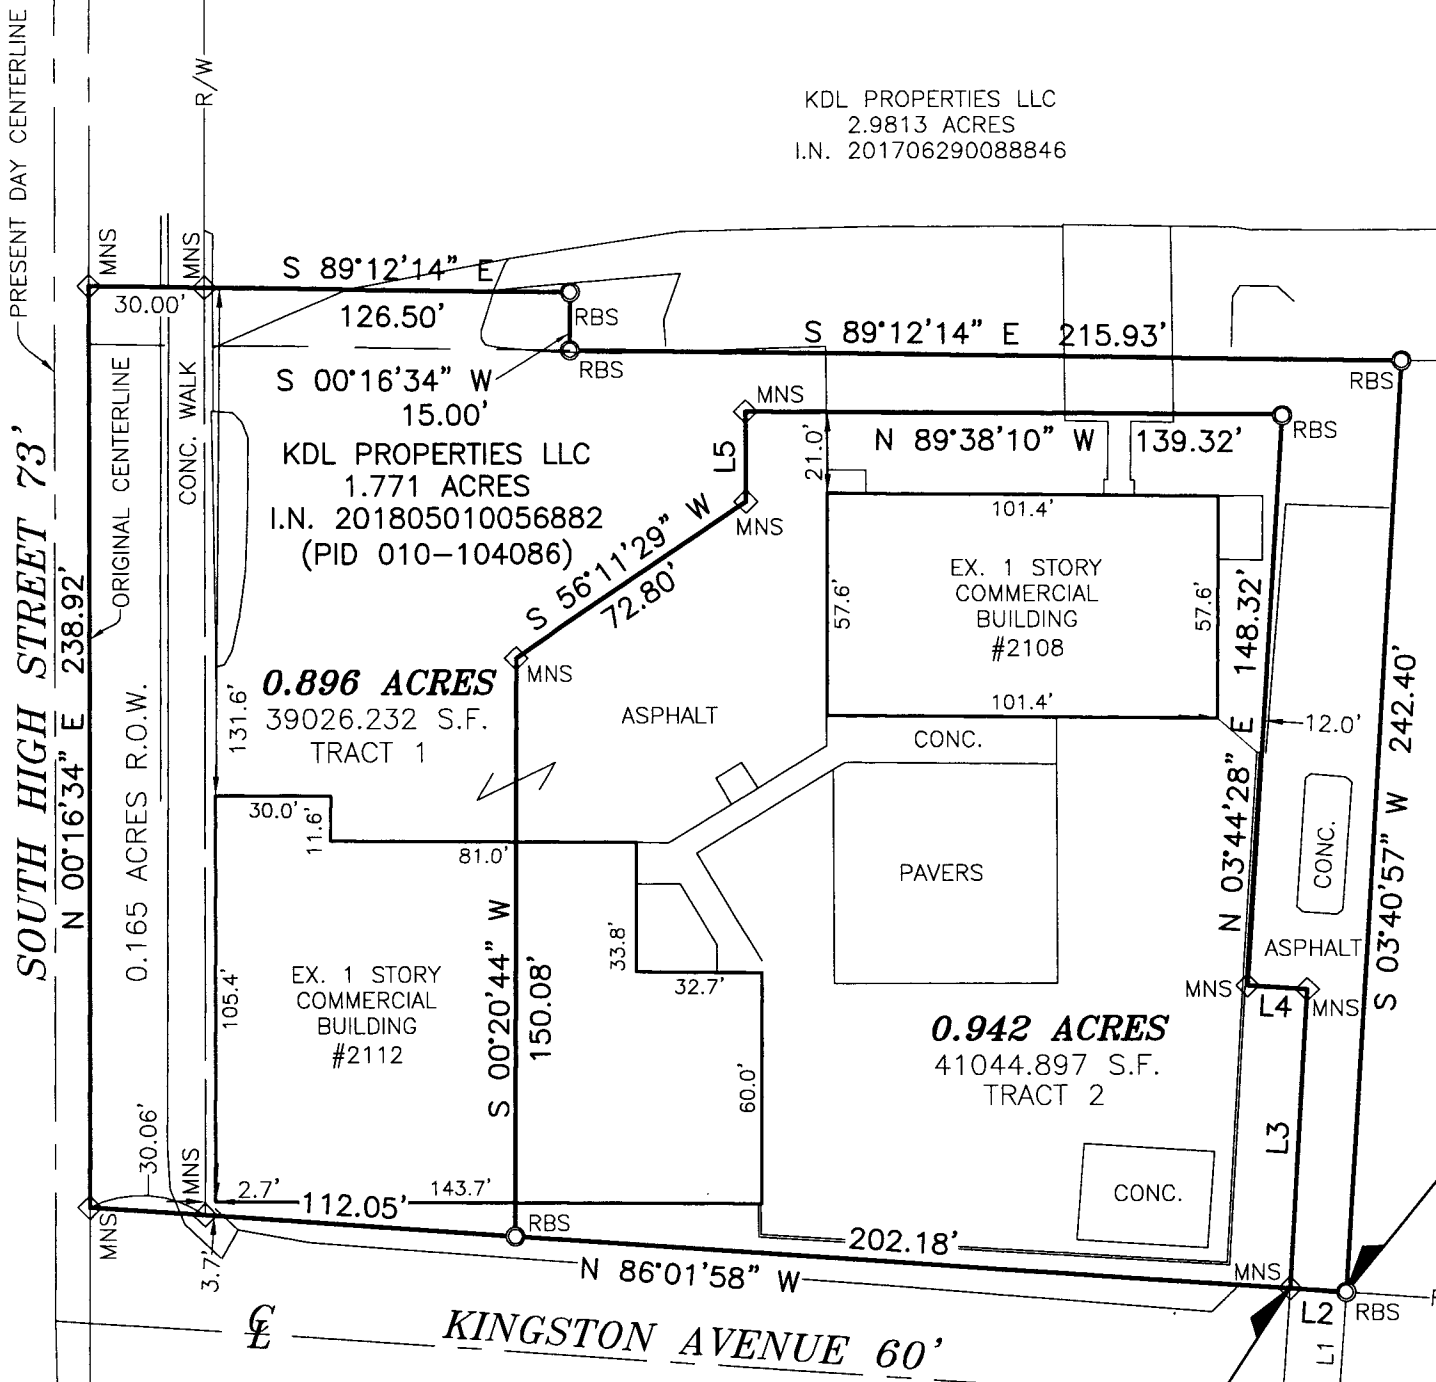 PRESENT DAY CENTERLINE
R/W
KDL PROPERTIES LLC
2.9813 ACRES
I.N. 201706290088846
MNS
MNS
S 89°12'14" E
30.00'
126.50'
RBS
S 89°12'14" E 215.93'
RBS
RBS
S 00°16'34" W
15.00'
KDL PROPERTIES LLC
1.771 ACRES
I.N. 201805010056882
(PID 010-104086)
MNS
L5
21.0'
N 89°38'10" W 139.32'
RBS
MNS
S 56°11'29" W
72.80'
MNS
ORIGINAL CENTERLINE
CONC. WALK
SOUTH HIGH STREET 73'
N 00°16'34" E 238.92'
0.165 ACRES R.O.W.
101.4'
EX. 1 STORY
COMMERCIAL
BUILDING
#2108
57.6'
57.6'
101.4'
N 03°44'28" E 148.32'
12.0'
S 03°40'57" W 242.40'
0.896 ACRES
39026.232 S.F.
TRACT 1
131.6'
ASPHALT
CONC.
PAVERS
CONC.
ASPHALT
30.0'
11.6'
81.0'
33.8'
32.7'
60.0'
S 00°20'44" W
150.08'
105.4'
EX. 1 STORY
COMMERCIAL
BUILDING
#2112
MNS
L4
MNS
0.942 ACRES
41044.897 S.F.
TRACT 2
L3
CONC.
30.06'
MNS
MNS
2.7'
112.05'
143.7'
RBS
3.7'
202.18'
N 86°01'58" W
MNS
L2
RBS
L1
CL
KINGSTON AVENUE 60'